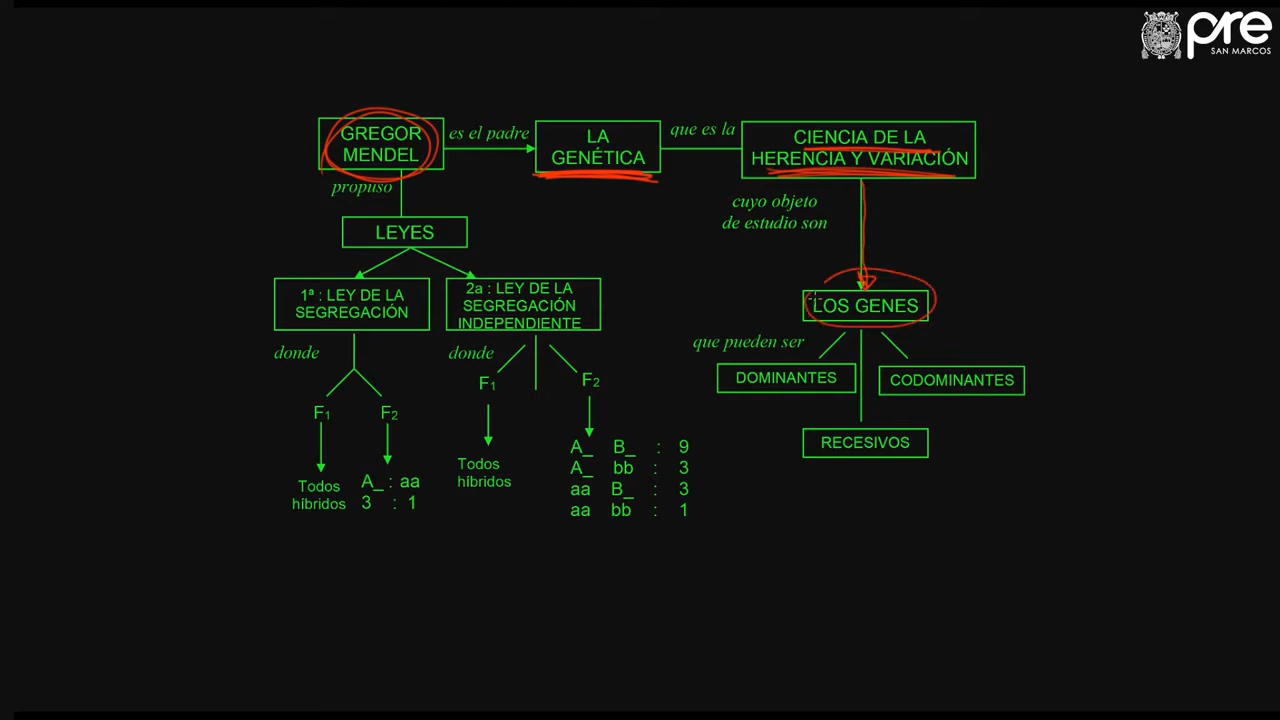 pre
SAN MARCOS
GREGOR
MENDEL
es el padre
LA
GENÉTICA
que es la
CIENCIA DE LA
HERENCIA Y VARIACIÓN
propuso
LEYES
cuyo objeto
de estudio son
1ª : LEY DE LA
SEGREGACIÓN
2a : LEY DE LA
SEGREGACIÓN
INDEPENDIENTE
LOS GENES
donde
donde
que pueden ser
F1
F2
F1
F2
DOMINANTES
CODOMINANTES
RECESIVOS
Todos
híbridos
A_ : aa
3 : 1
Todos
híbridos
A_ B_ : 9
A_ bb : 3
aa B_ : 3
aa bb : 1